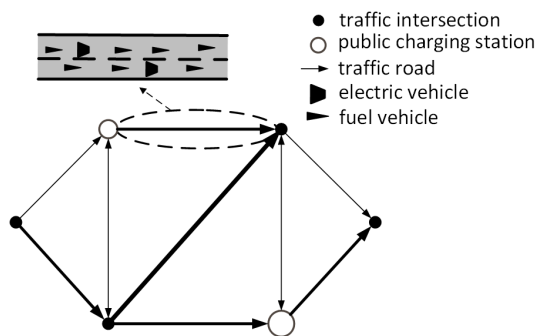 traffic intersection
public charging station
traffic road
electric vehicle
fuel vehicle